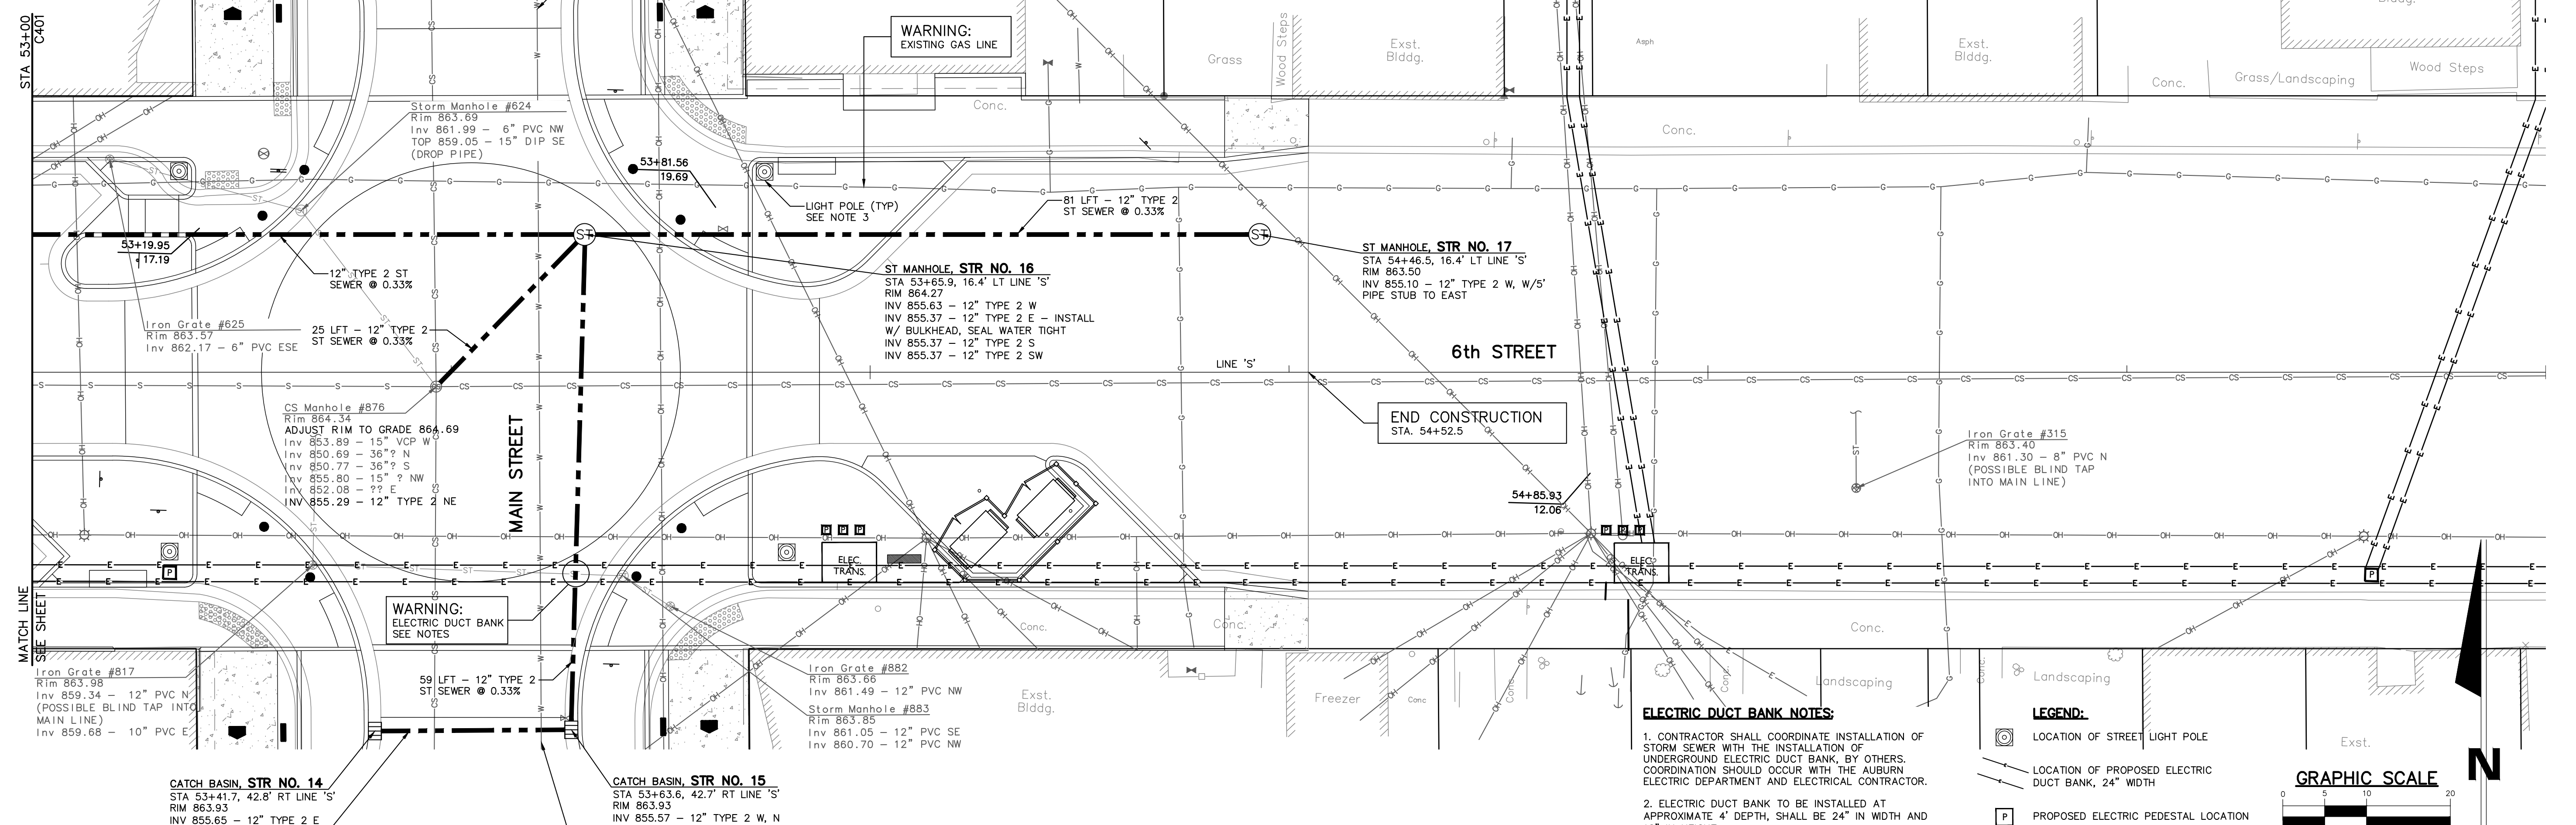 STA 53+00
C401
WARNING:
EXISTING GAS LINE
Wood Steps
Grass
Exst.
Bldg.
Asph
Exst.
Bldg.
Conc.
Grass/Landscaping
Wood Steps
Bldg.
Storm Manhole #624
Rim 863.69
Inv 861.99 - 6" PVC NW
TOP 859.05 - 15" DIP SE
(DROP PIPE)
Conc.
Conc.
53+81.56
19.69
LIGHT POLE (TYP)
SEE NOTE 3
81 LFT - 12" TYPE 2
ST SEWER @ 0.33%
53+19.95
17.19
12" TYPE 2 ST
SEWER @ 0.33%
ST
ST
ST MANHOLE, STR NO. 16
STA 53+65.9, 16.4' LT LINE 'S'
RIM 864.27
INV 855.63 - 12" TYPE 2 W
INV 855.37 - 12" TYPE 2 E - INSTALL
W/ BULKHEAD, SEAL WATER TIGHT
INV 855.37 - 12" TYPE 2 S
INV 855.37 - 12" TYPE 2 SW
ST MANHOLE, STR NO. 17
STA 54+46.5, 16.4' LT LINE 'S'
RIM 863.50
INV 855.10 - 12" TYPE 2 W, W/5'
PIPE STUB TO EAST
Iron Grate #625
Rim 863.57
Inv 862.17 - 6" PVC ESE
25 LFT - 12" TYPE 2
ST SEWER @ 0.33%
6th STREET
LINE 'S'
CS Manhole #876
Rim 864.34
ADJUST RIM TO GRADE 864.69
Inv 853.89 - 15" VCP W
Inv 850.69 - 36"? N
Inv 850.77 - 36"? S
Inv 855.80 - 15" ? NW
Inv 852.08 - ?? E
INV 855.29 - 12" TYPE 2 NE
MAIN STREET
END CONSTRUCTION
STA. 54+52.5
Iron Grate #315
Rim 863.40
Inv 861.30 - 8" PVC N
(POSSIBLE BLIND TAP
INTO MAIN LINE)
54+85.93
12.06
P P P
ELEC.
TRANS.
P P P
ELEC.
TRANS.
P
P
MATCH LINE
SEE SHEET
WARNING:
ELECTRIC DUCT BANK
SEE NOTES
Conc.
Conc.
Conc.
Iron Grate #817
Rim 863.98
Inv 859.34 - 12" PVC N
(POSSIBLE BLIND TAP INTO
MAIN LINE)
Inv 859.68 - 10" PVC E
59 LFT - 12" TYPE 2
ST SEWER @ 0.33%
Iron Grate #882
Rim 863.66
Inv 861.49 - 12" PVC NW
Storm Manhole #883
Rim 863.85
Inv 861.05 - 12" PVC SE
Inv 860.70 - 12" PVC NW
Exst.
Bldg.
Freezer
Conc
Conc.
Conc.
Landscaping
Conc.
Landscaping
Exst.
CATCH BASIN, STR NO. 14
STA 53+41.7, 42.8' RT LINE 'S'
RIM 863.93
INV 855.65 - 12" TYPE 2 E
CATCH BASIN, STR NO. 15
STA 53+63.6, 42.7' RT LINE 'S'
RIM 863.93
INV 855.57 - 12" TYPE 2 W, N
ELECTRIC DUCT BANK NOTES:
1. CONTRACTOR SHALL COORDINATE INSTALLATION OF
STORM SEWER WITH THE INSTALLATION OF
UNDERGROUND ELECTRIC DUCT BANK, BY OTHERS.
COORDINATION SHOULD OCCUR WITH THE AUBURN
ELECTRIC DEPARTMENT AND ELECTRICAL CONTRACTOR.
2. ELECTRIC DUCT BANK TO BE INSTALLED AT
APPROXIMATE 4' DEPTH, SHALL BE 24" IN WIDTH AND
LEGEND:
LOCATION OF STREET LIGHT POLE
LOCATION OF PROPOSED ELECTRIC
DUCT BANK, 24" WIDTH
P PROPOSED ELECTRIC PEDESTAL LOCATION
GRAPHIC SCALE
0 5 10 20
N